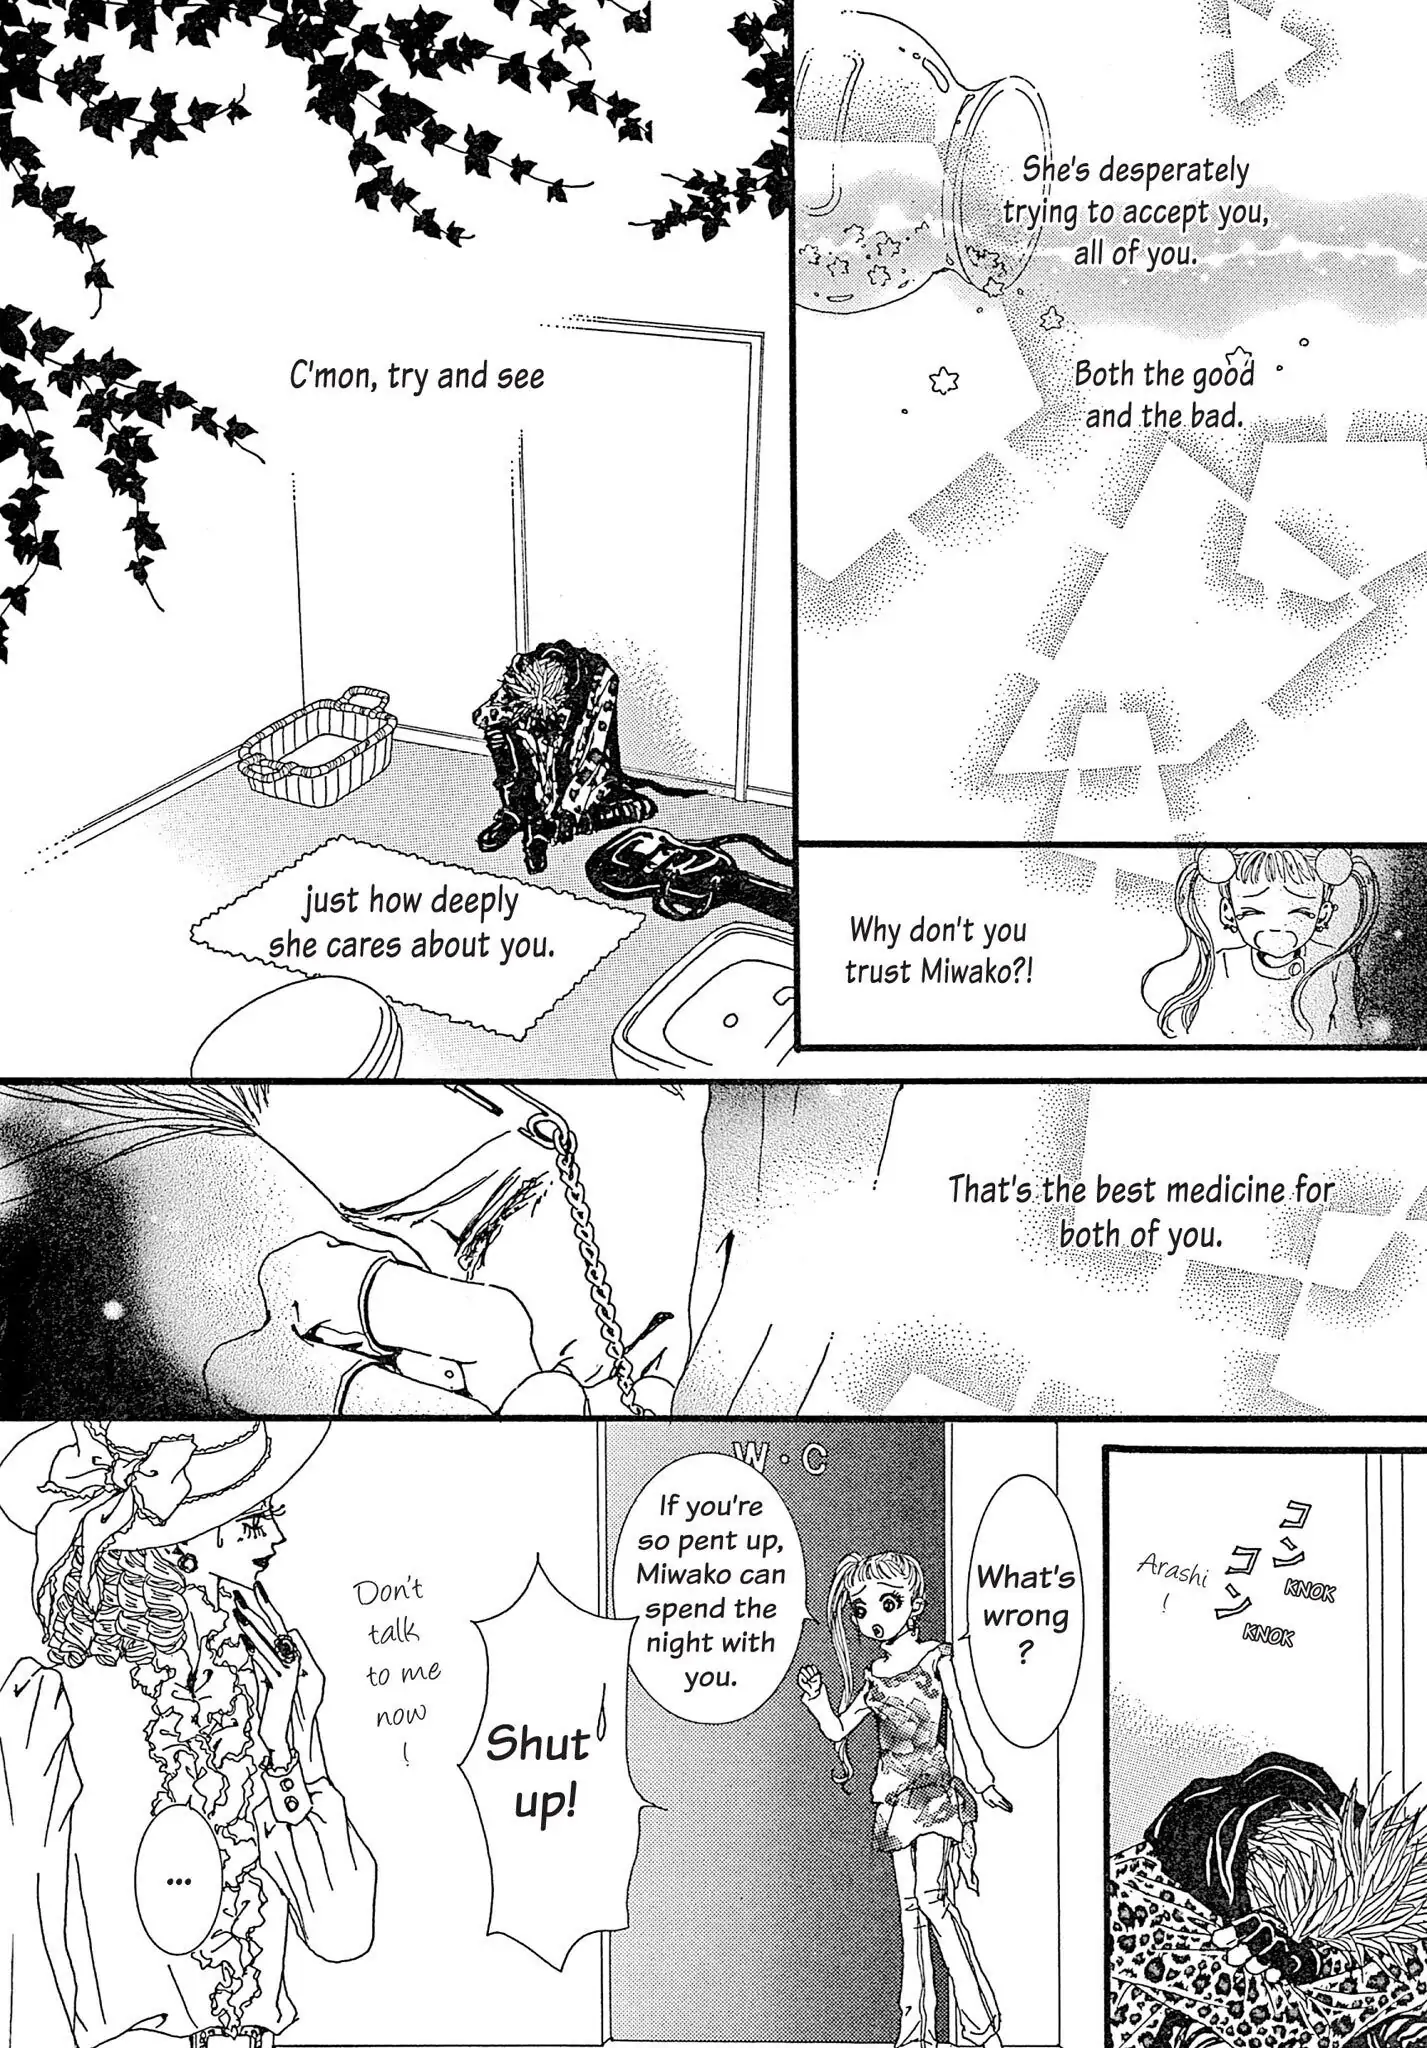 She's desperately
trying to accept you,
all of you.
Both the good
and the bad.
C'mon, try and see
just how deeply
she cares about you.
Why don't you
trust Miwako?!
That's the best medicine for
both of you.
コンコン
KNOK
KNOK
Arashi
!
What's
wrong
?
W・C
If you're
so pent up,
Miwako can
spend the
night with
you.
Shut
up!
Don't
talk
to me
now
!
...